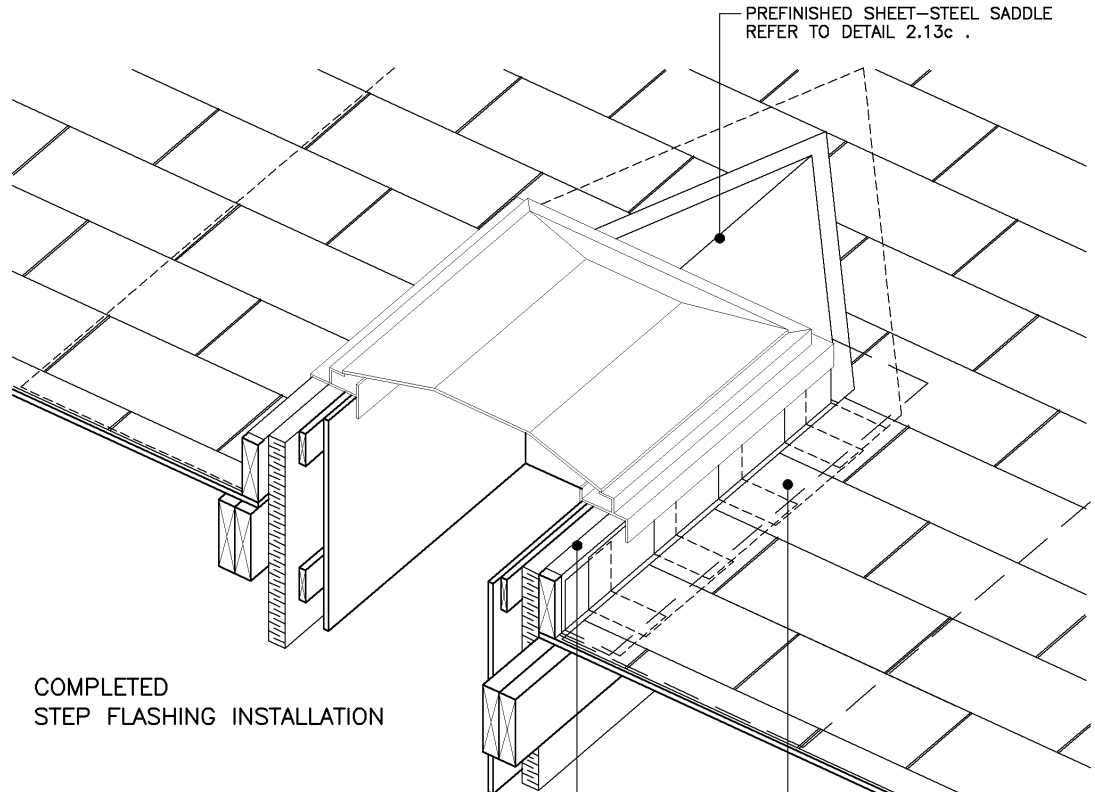 PREFINISHED SHEET-STEEL SADDLE
REFER TO DETAIL 2.13c .
COMPLETED
STEP FLASHING INSTALLATION